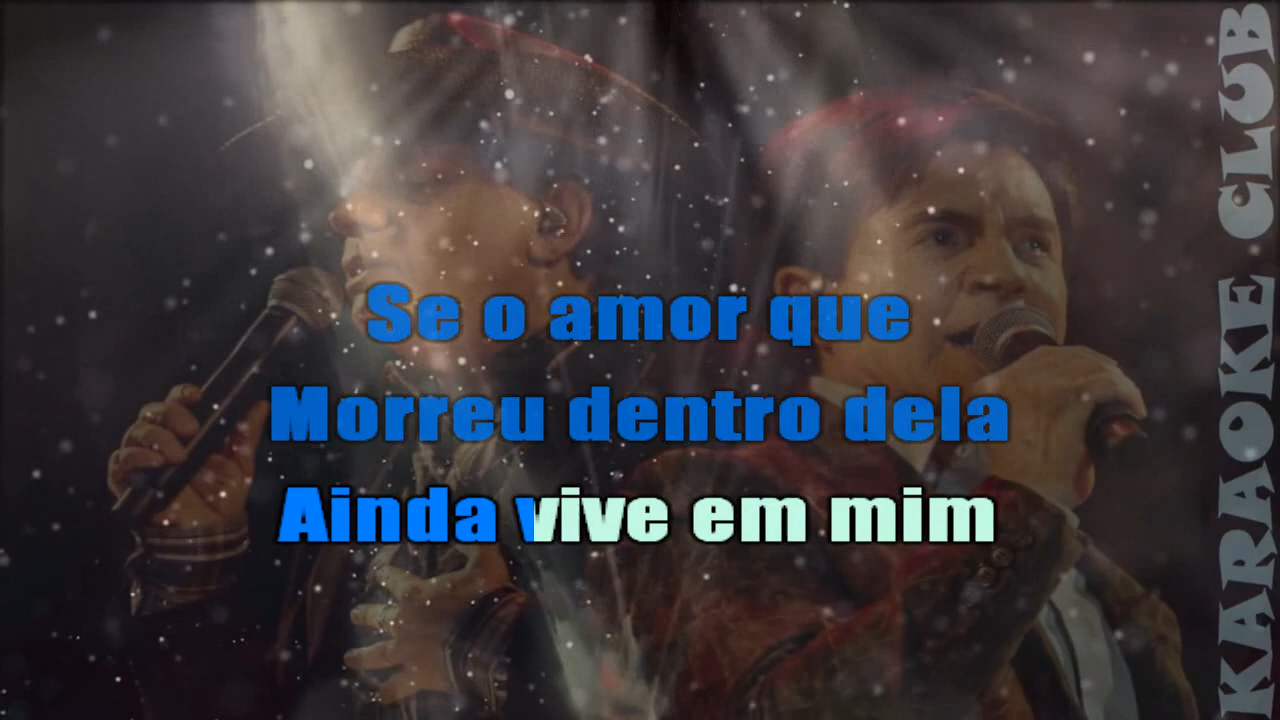 Se o amor que
Morreu dentro dela
Ainda vive em mim
KARAOKE CLUB